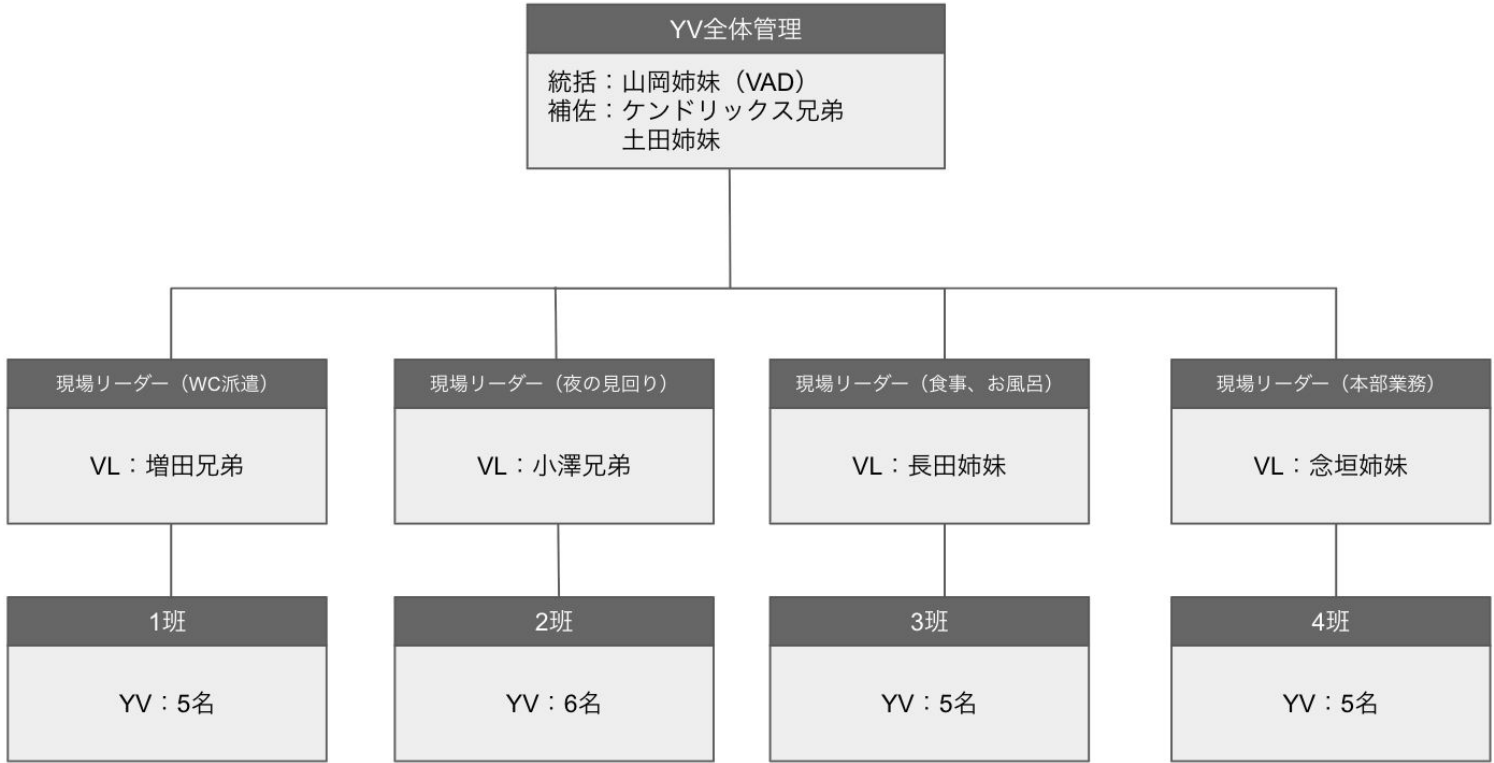 YV全体管理
統括：山岡姉妹（VAD）
補佐：ケンドリックス兄弟
土田姉妹
現場リーダー（WC派遣）
VL：増田兄弟
現場リーダー（夜の見回り）
VL：小澤兄弟
現場リーダー（食事、お風呂）
VL：長田姉妹
現場リーダー（本部業務）
VL：念垣姉妹
1班
YV：5名
2班
YV：6名
3班
YV：5名
4班
YV：5名